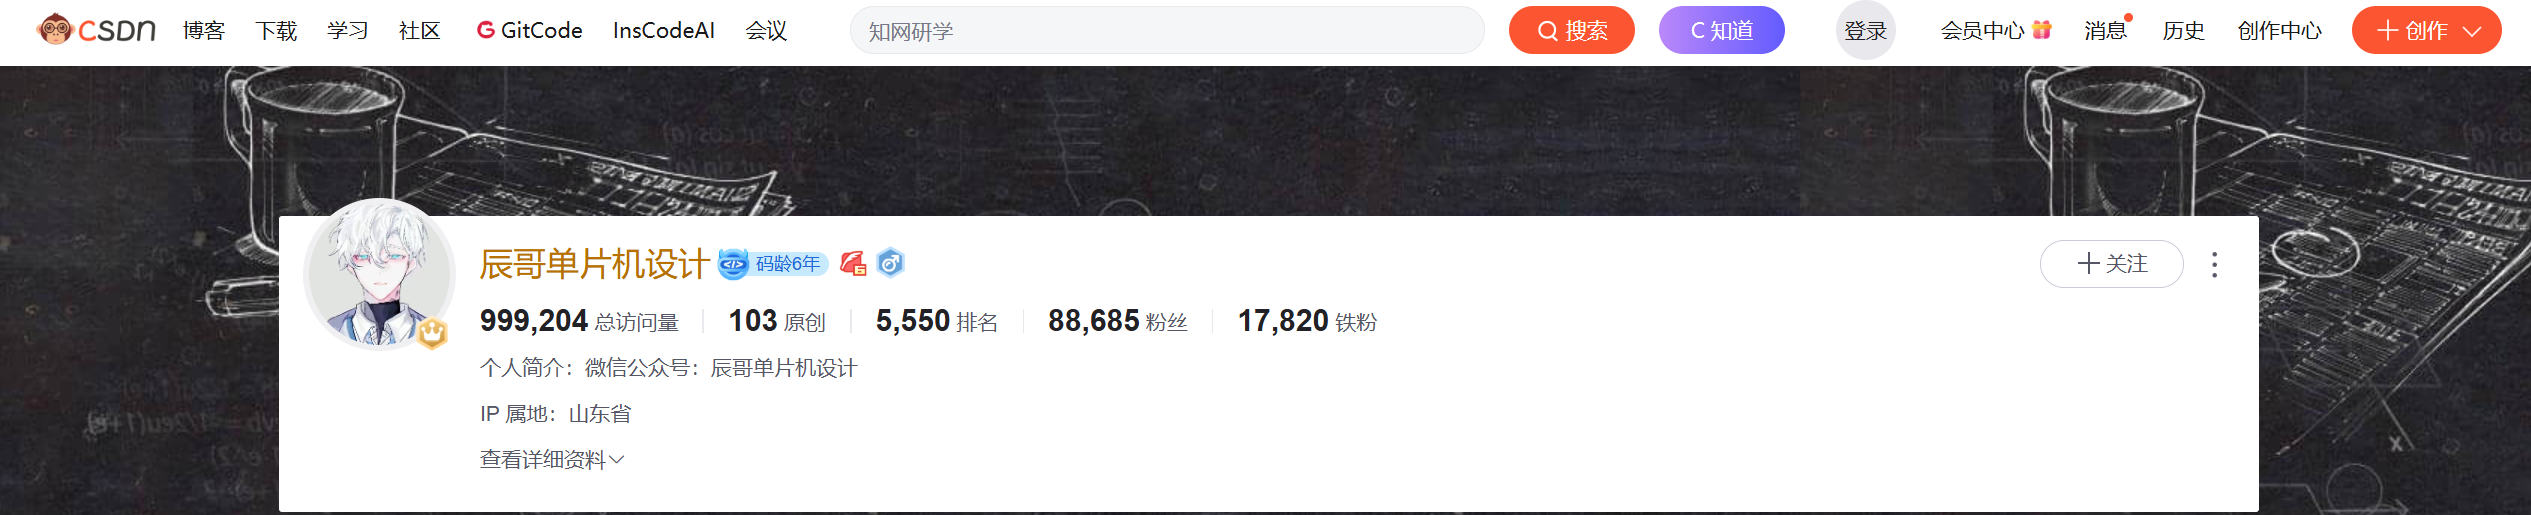 CSDN 博客 下载 学习 社区 GitCode InsCodeAI 会议 知网研学 搜索 C 知道 登录 会员中心 消息 历史 创作中心 创作
辰哥单片机设计 码龄6年 关注
999,204 总访问量 103 原创 5,550 排名 88,685 粉丝 17,820 铁粉
个人简介：微信公众号：辰哥单片机设计
IP 属地：山东省
查看详细资料